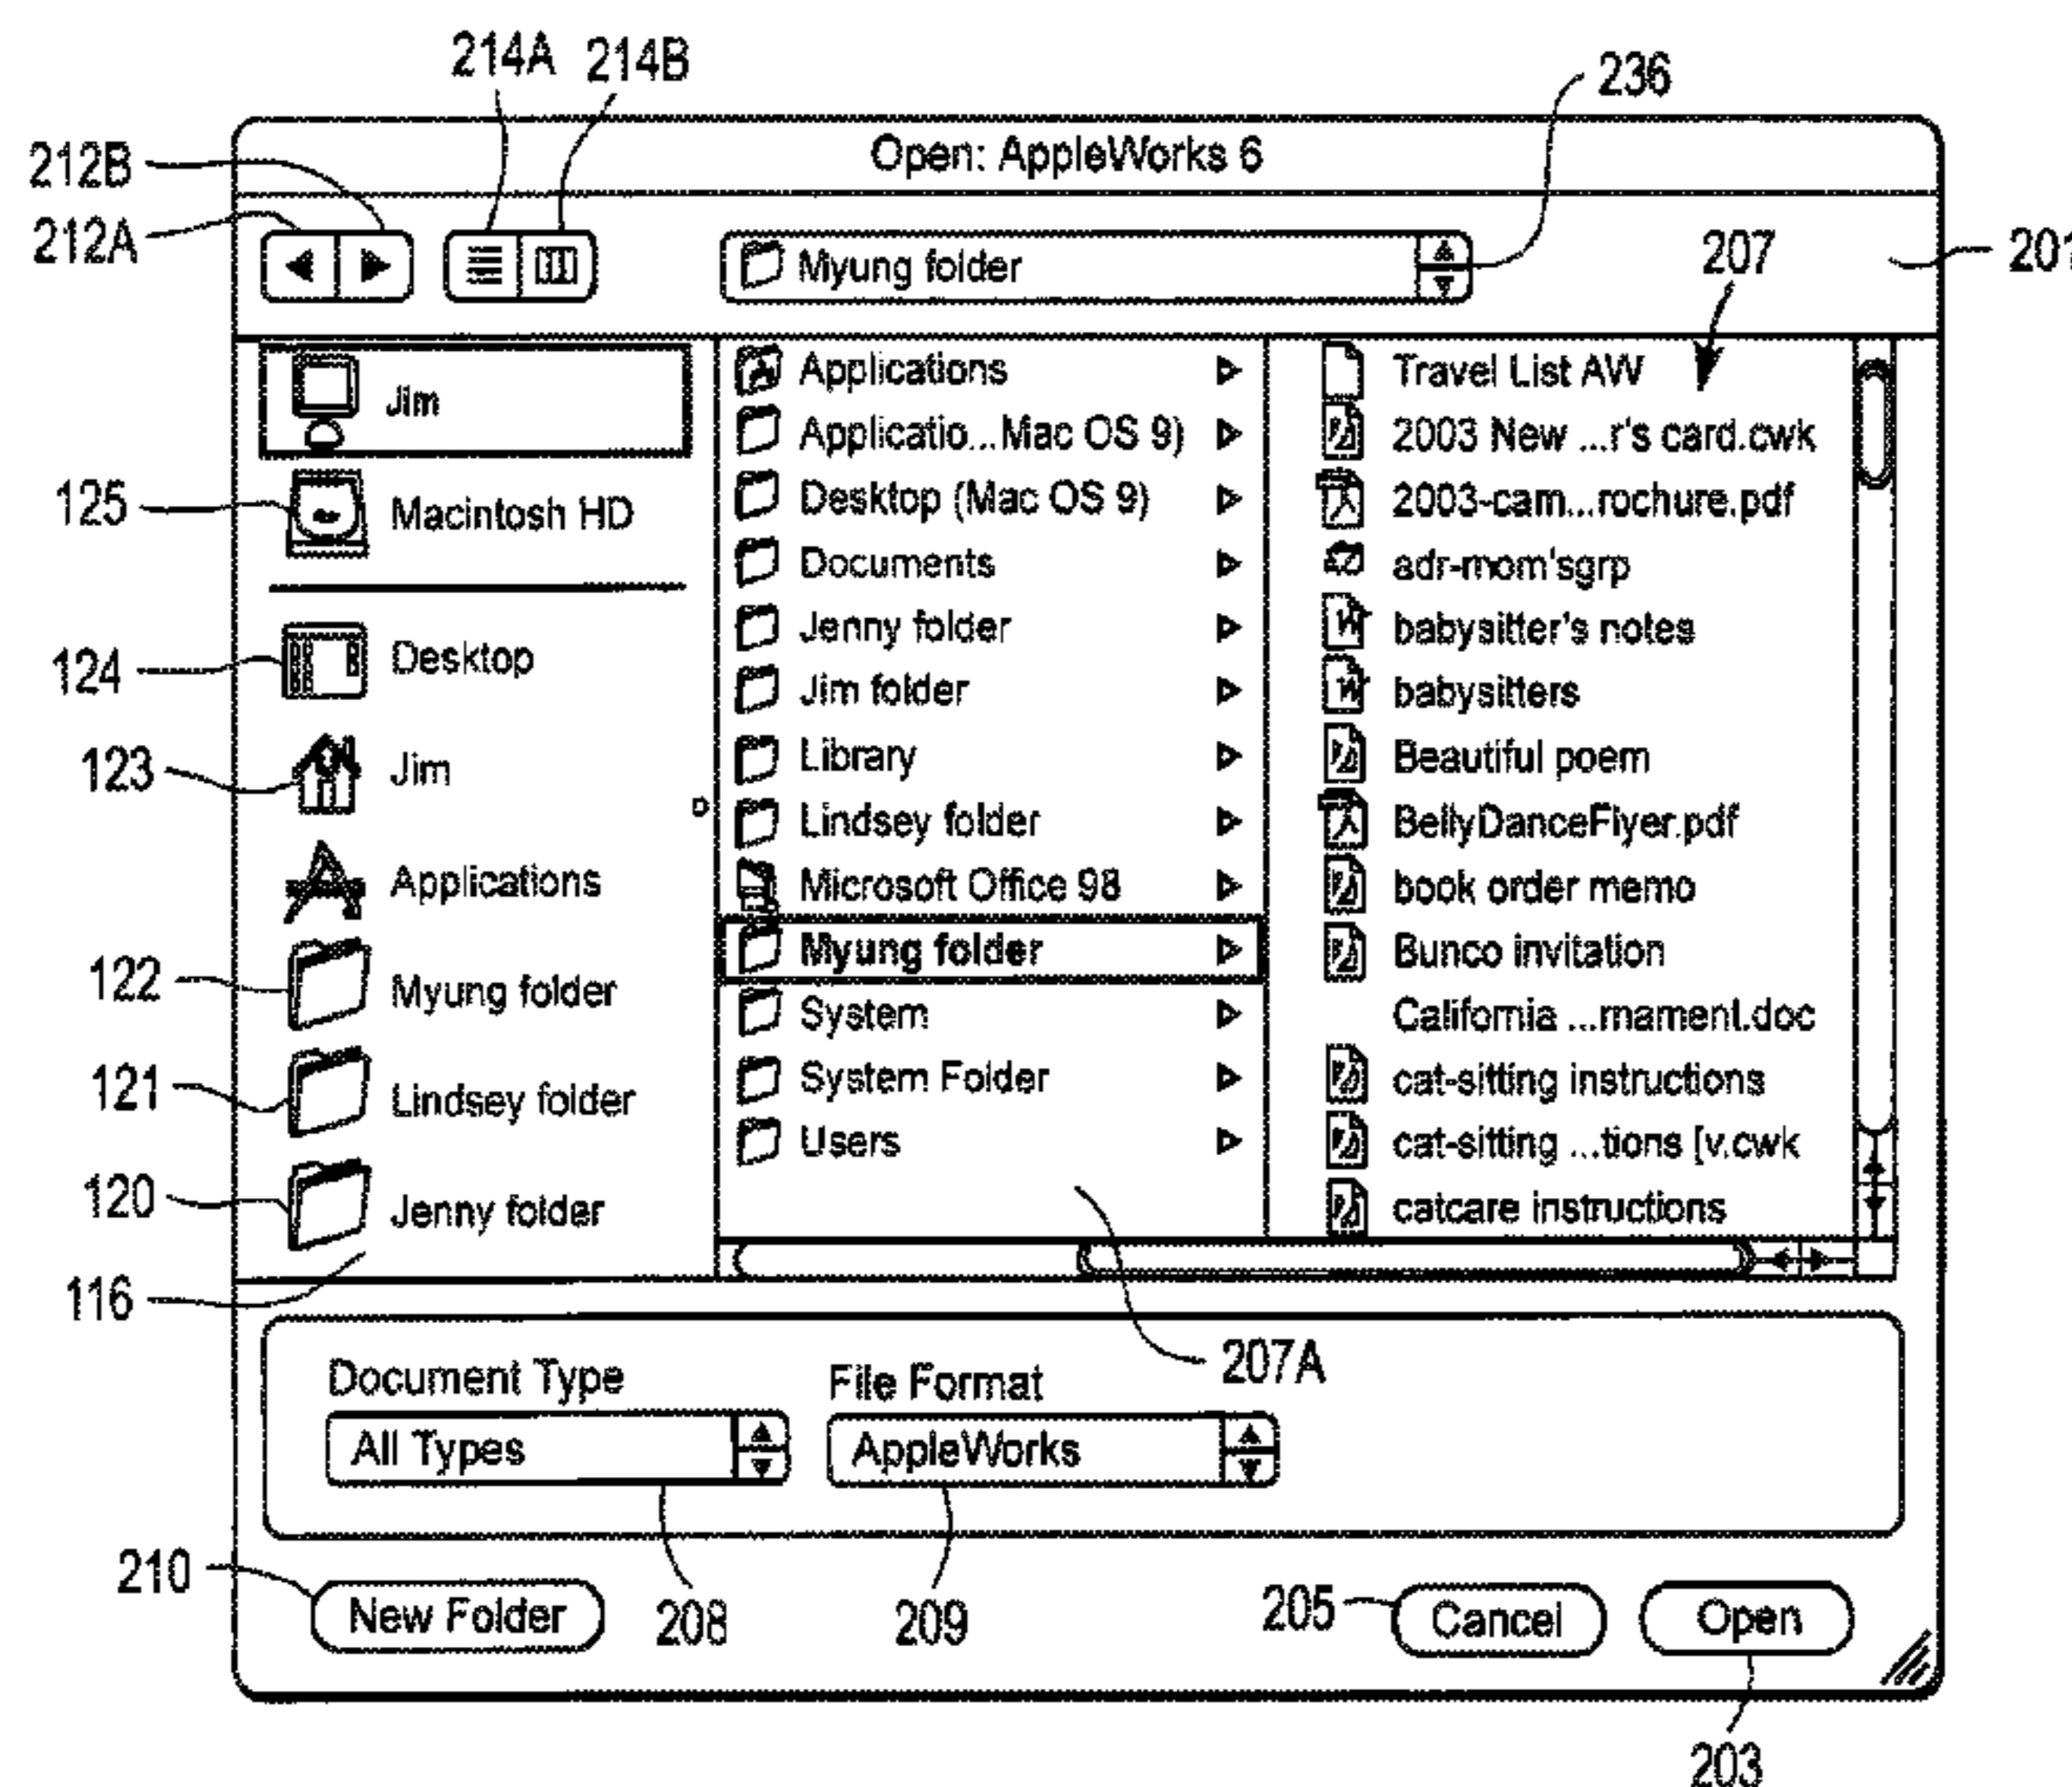 214A 214B
236
Open: AppleWorks 6
212B
212A
Myung folder
207
201
Jim
125
Macintosh HD
124
Desktop
123
Jim
Applications
122
Myung folder
121
Lindsey folder
120
Jenny folder
116
Applications
Applicatio...Mac OS 9)
Desktop (Mac OS 9)
Documents
Jenny folder
Jim folder
Library
Lindsey folder
Microsoft Office 98
Myung folder
System
System Folder
Users
Travel List AW
2003 New ...r's card.cwk
2003-cam...rochure.pdf
adr-mom'sgrp
babysitter's notes
babysitters
Beautiful poem
BellyDanceFlyer.pdf
book order memo
Bunco invitation
California ...rnament.doc
cat-sitting instructions
cat-sitting ...tions [v.cwk
catcare instructions
207A
Document Type
File Format
All Types
AppleWorks
210
New Folder
208
209
205
Cancel
Open
203